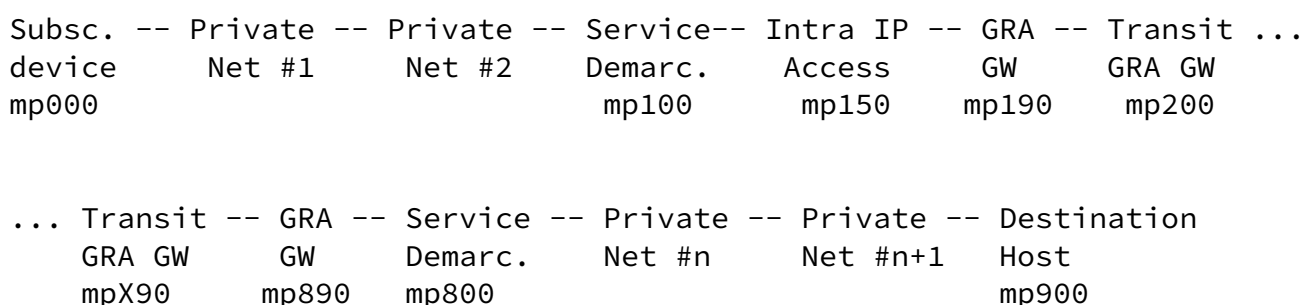 Subsc. -- Private -- Private -- Service-- Intra IP -- GRA -- Transit ...
device Net #1 Net #2 Demarc. Access GW GRA GW
mp000 mp100 mp150 mp190 mp200
... Transit -- GRA -- Service -- Private -- Private -- Destination
GRA GW GW Demarc. Net #n Net #n+1 Host
mpX90 mp890 mp800 mp900